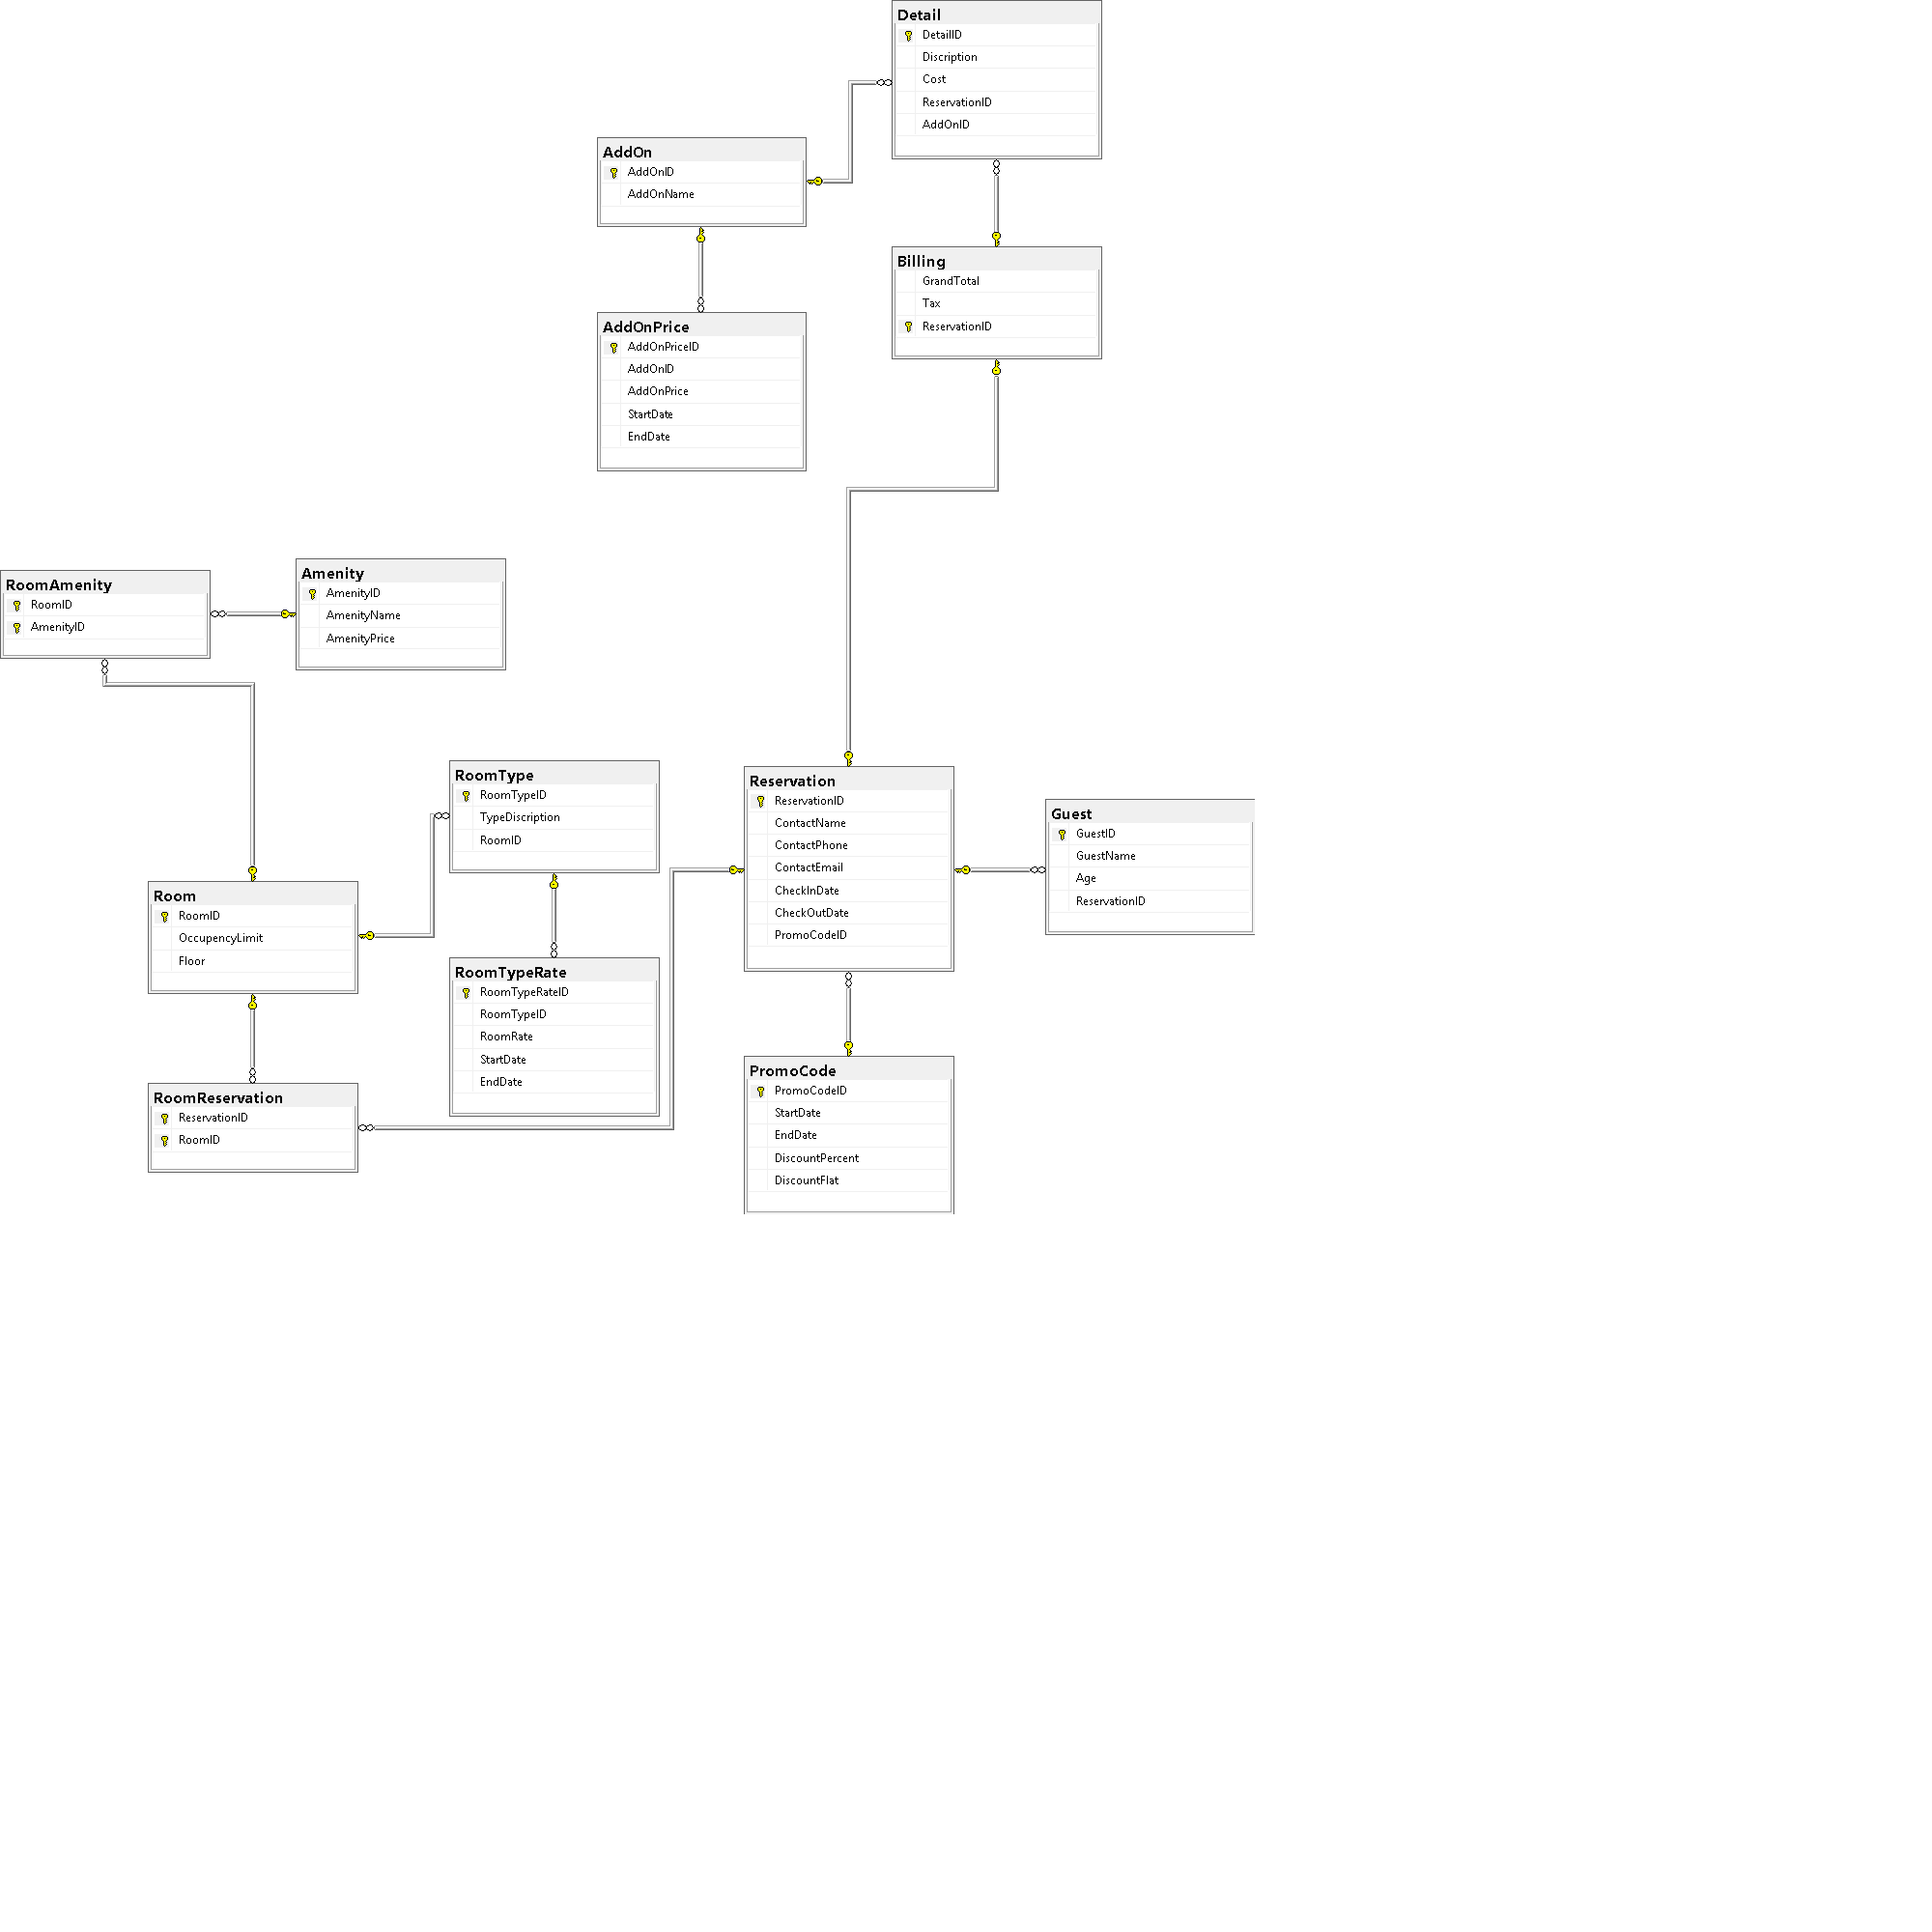 Detail
DetailID
Discription
Cost
ReservationID
AddOnID
AddOn
AddOnID
AddOnName
Billing
GrandTotal
Tax
ReservationID
AddOnPrice
AddOnPriceID
AddOnID
AddOnPrice
StartDate
EndDate
RoomAmenity
RoomID
AmenityID
Amenity
AmenityID
AmenityName
AmenityPrice
RoomType
RoomTypeID
TypeDiscription
RoomID
Reservation
ReservationID
ContactName
ContactPhone
ContactEmail
CheckInDate
CheckOutDate
PromoCodeID
Guest
GuestID
GuestName
Age
ReservationID
Room
RoomID
OccupencyLimit
Floor
RoomTypeRate
RoomTypeRateID
RoomTypeID
RoomRate
StartDate
EndDate
RoomReservation
ReservationID
RoomID
PromoCode
PromoCodeID
StartDate
EndDate
DiscountPercent
DiscountFlat